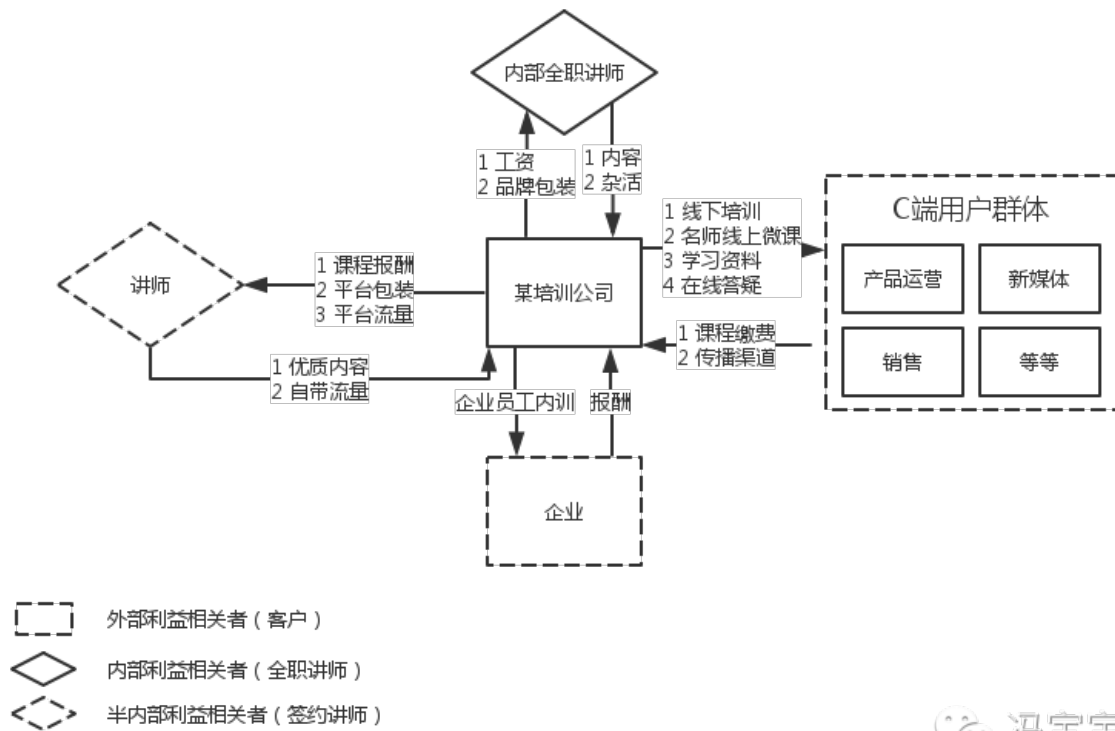 内部全职讲师
1 工资
2 品牌包装
1 内容
2 杂活
C端用户群体
1 线下培训
2 名师线上微课
3 学习资料
4 在线答疑
产品运营
新媒体
讲师
1 课程报酬
2 平台包装
3 平台流量
某培训公司
1 课程缴费
2 传播渠道
销售
等等
1 优质内容
2 自带流量
企业员工内训
报酬
企业
外部利益相关者（客户）
内部利益相关者（全职讲师）
半内部利益相关者（签约讲师）